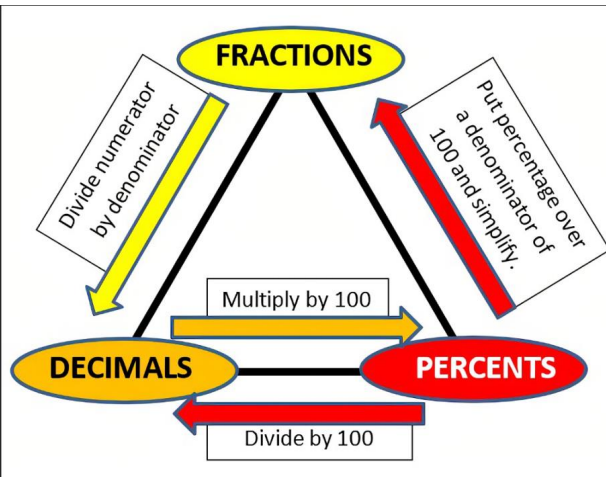 FRACTIONS
Divide numerator
by denominator
Put percentage over
a denominator of
100 and simplify.
Multiply by 100
DECIMALS
PERCENTS
Divide by 100